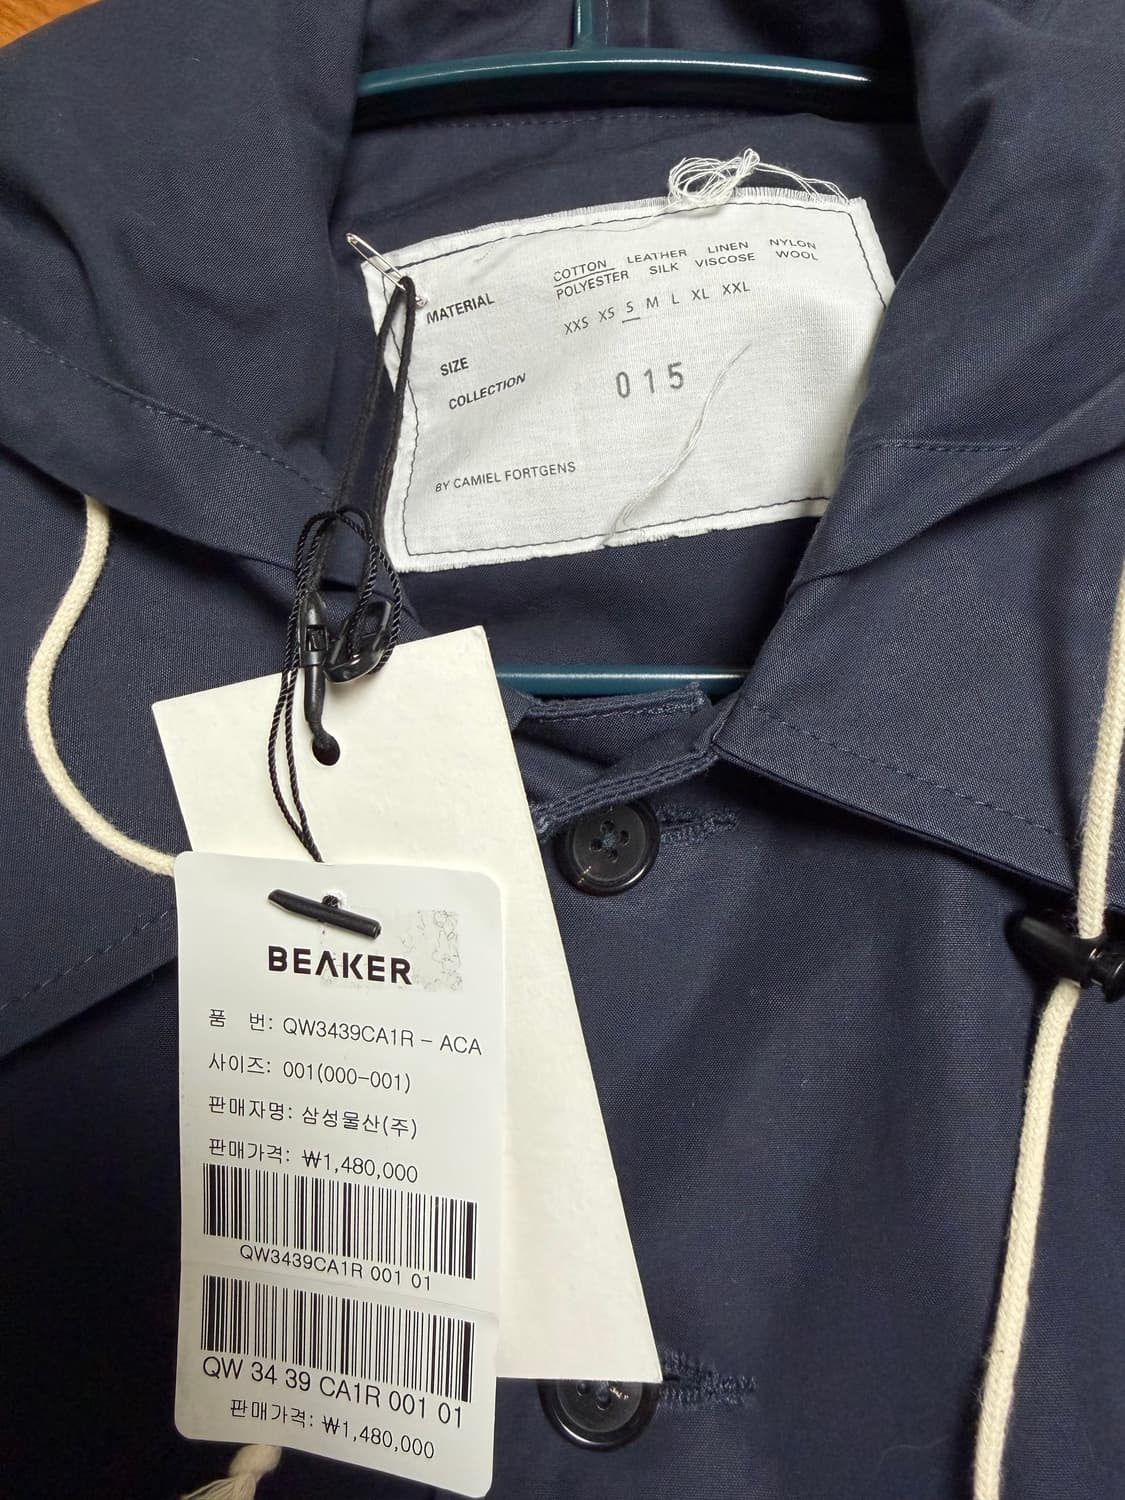 MATERIAL
COTTON LEATHER LINEN NYLON
POLYESTER SILK VISCOSE WOOL
SIZE
XXS XS S M L XL XXL
COLLECTION
015
BY CAMIEL FORTGENS
BEAKER
품 번: QW3439CA1R - ACA
사이즈: 001(000-001)
판매자명: 삼성물산(주)
판매가격: ₩1,480,000
QW3439CA1R 001 01
QW 34 39 CA1R 001 01
판매가격: ₩1,480,000